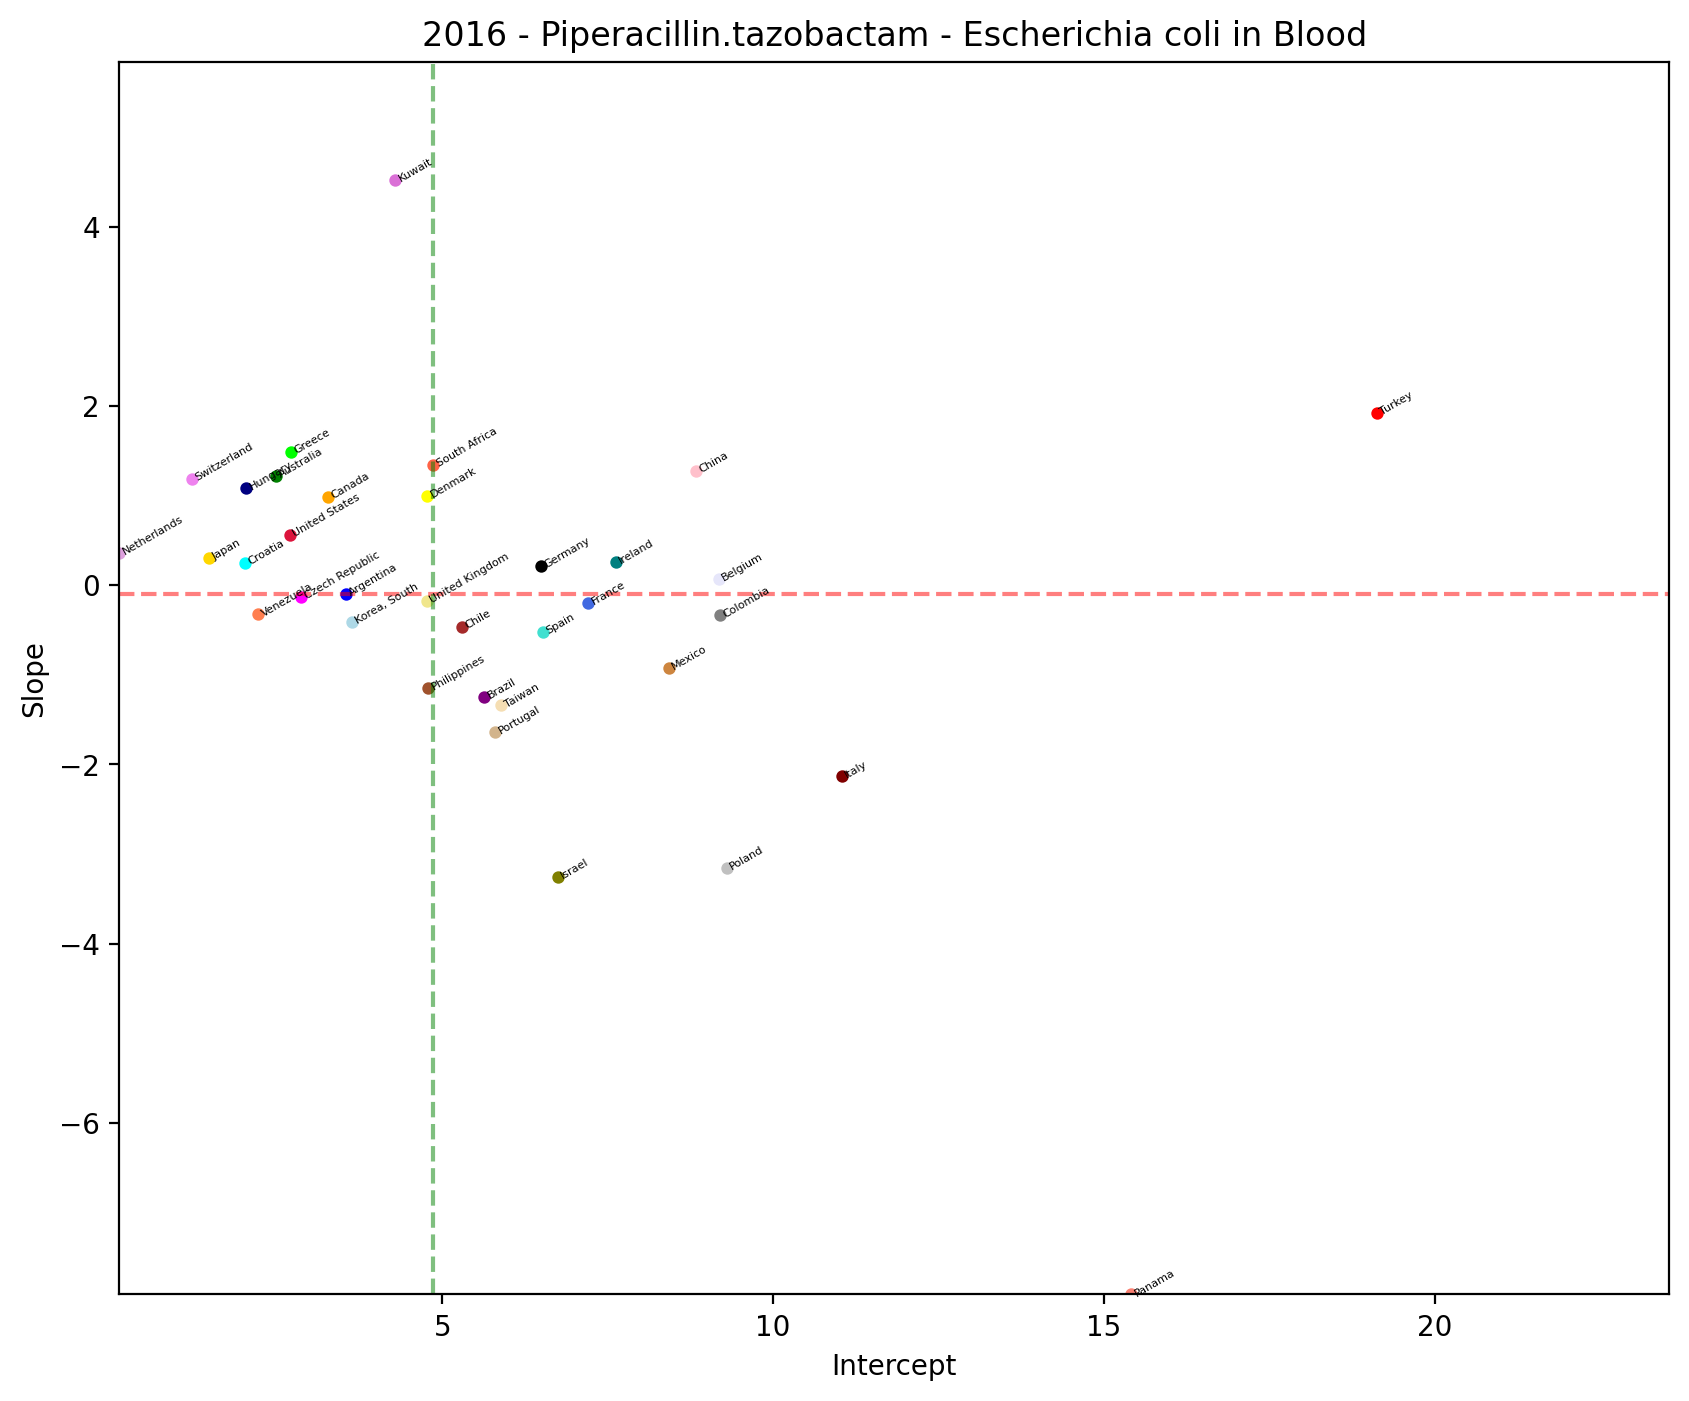 2016 - Piperacillin.tazobactam - Escherichia coli in Blood
Kuwait
4
Turkey
2
Greece
South Africa
Switzerland
Australia
China
Hungary
Denmark
Canada
United States
Netherlands
Japan
Croatia
Germany
Ireland
Belgium
0
Czech Republic
Argentina
United Kingdom
France
Venezuela
Korea, South
Colombia
Chile
Spain
Mexico
Slope
Philippines
Brazil
Taiwan
Portugal
−2
Italy
Israel
Poland
−4
−6
Panama
5
10
15
20
Intercept